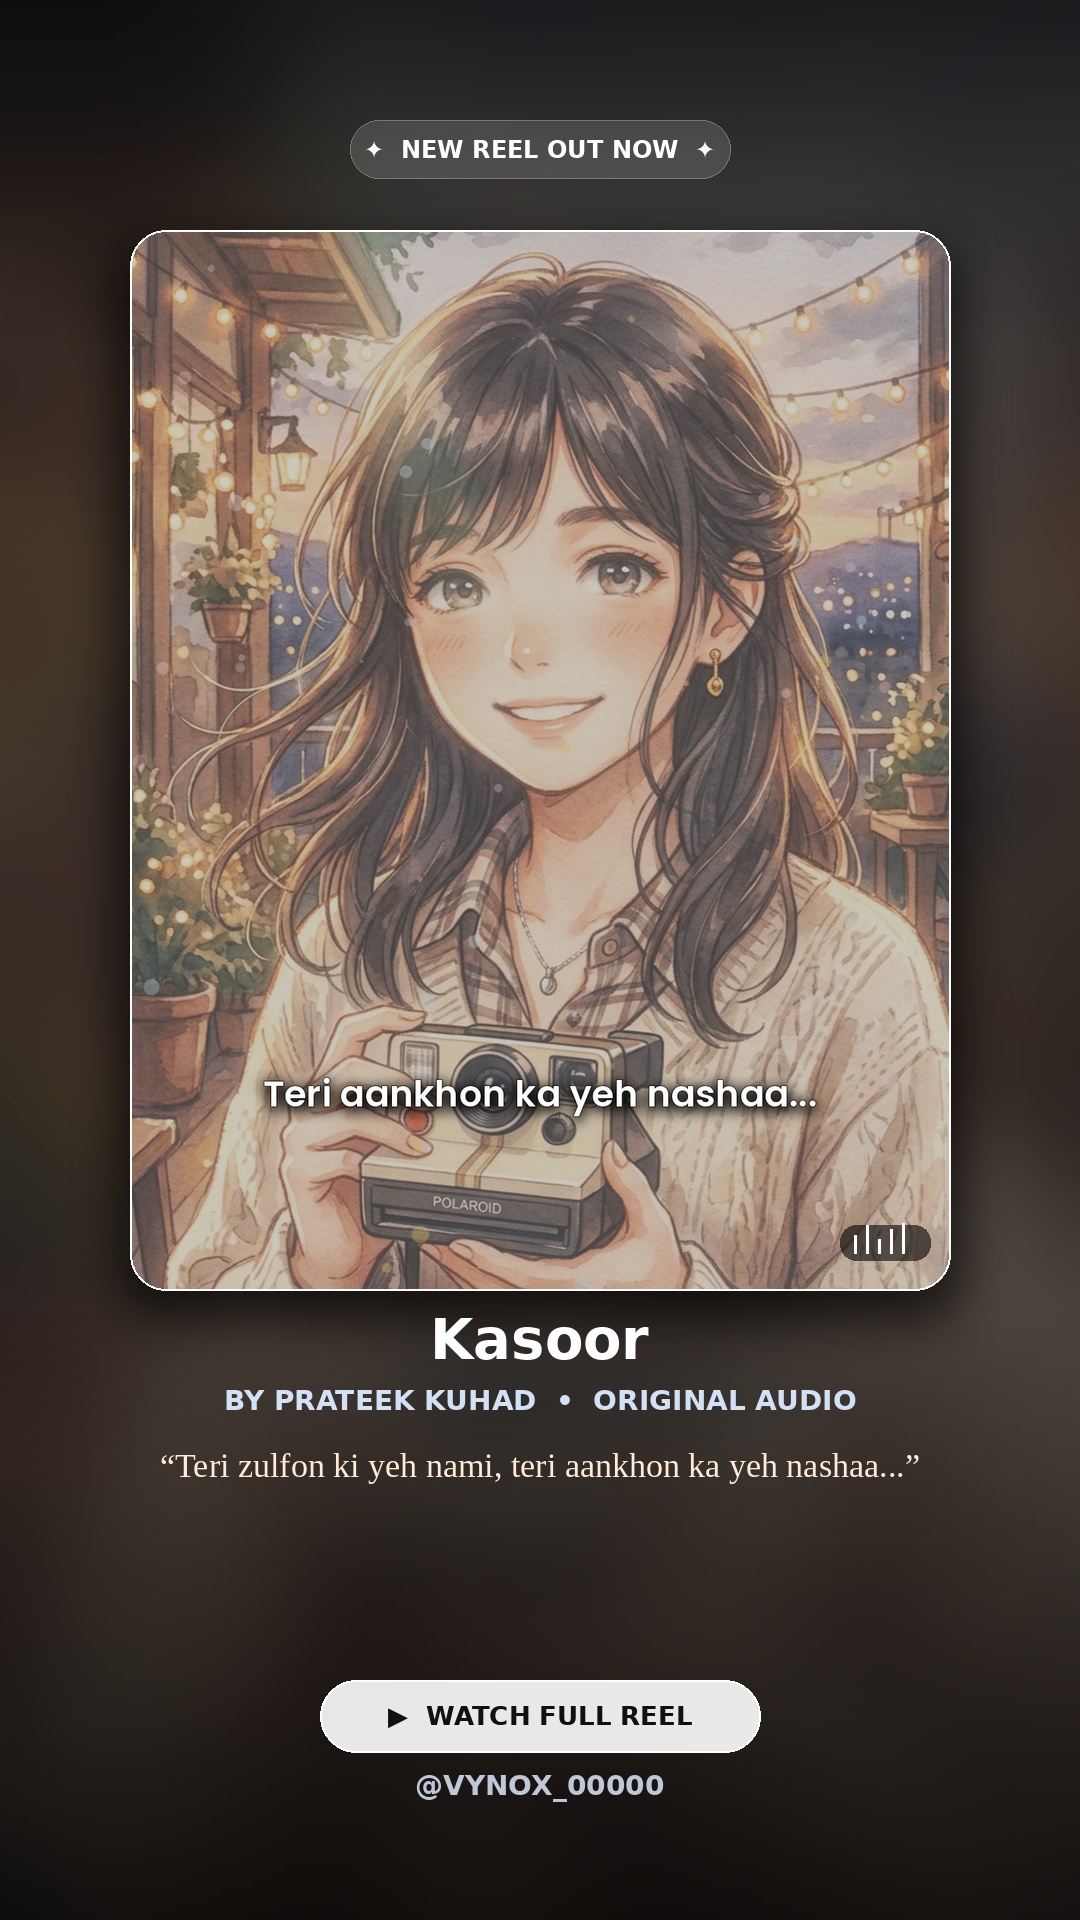 ✦ NEW REEL OUT NOW ✦
Teri aankhon ka yeh nashaa...
POLAROID
Kasoor
BY PRATEEK KUHAD • ORIGINAL AUDIO
“Teri zulfon ki yeh nami, teri aankhon ka yeh nashaa...”
▶ WATCH FULL REEL
@VYNOX_00000